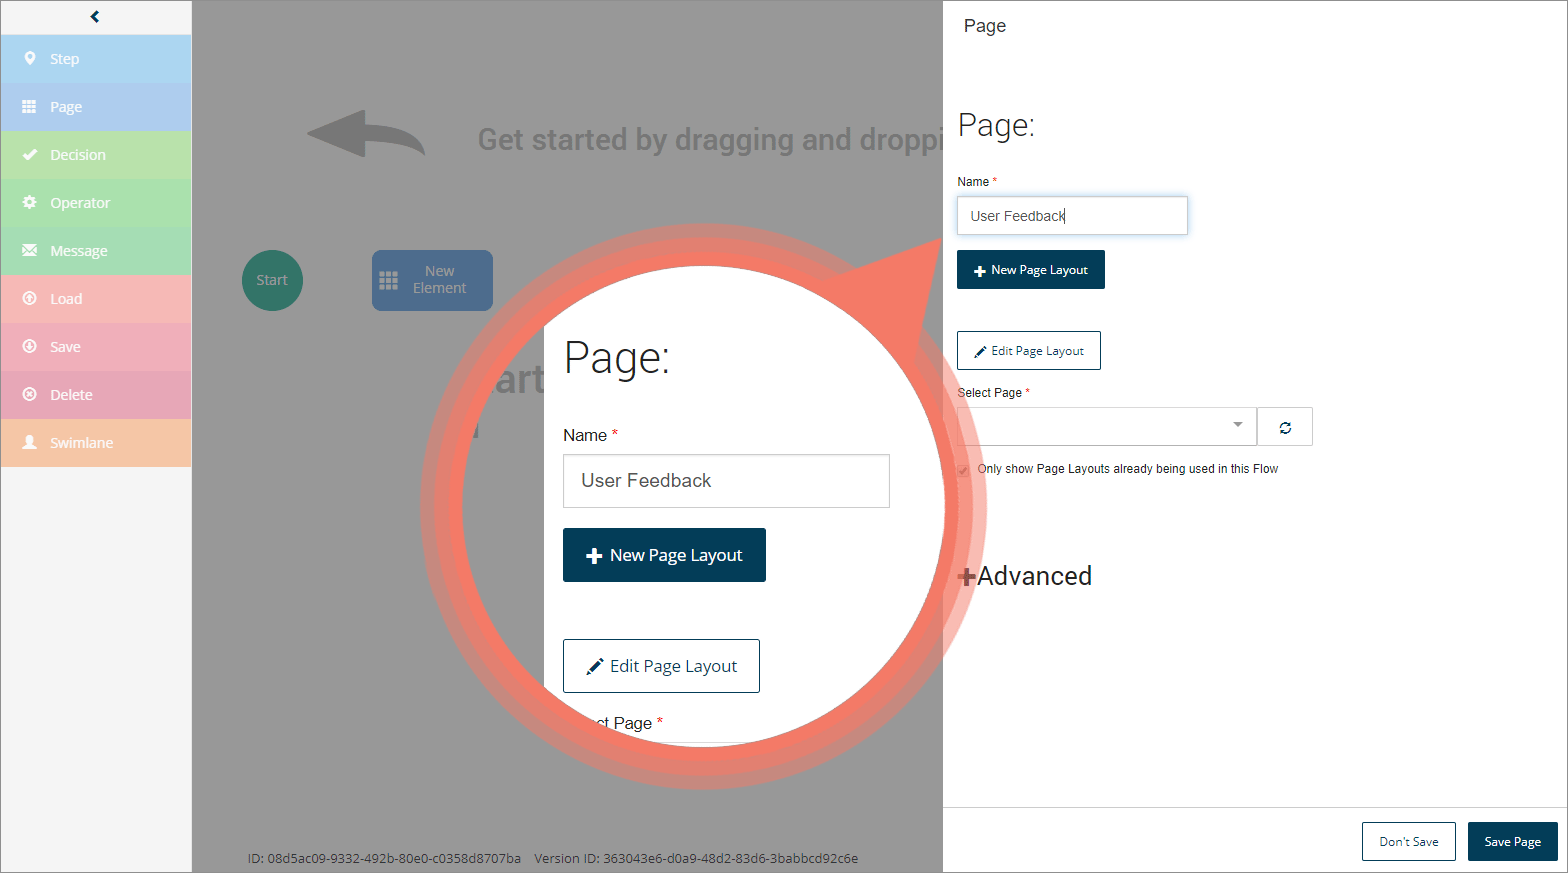 Step
Page
Decision
Operator
Message
Load
Save
Delete
Swimlane
Get started by dragging and droppi
Start
New
Element
art
ID: 08d5ac09-9332-492b-80e0-c0358d8707ba Version ID: 363043e6-d0a9-48d2-83d6-3babbcd92c6e
Page:
Name *
User Feedback
New Page Layout
Edit Page Layout
ct Page *
Page
Page:
Name *
User Feedback
New Page Layout
Edit Page Layout
Select Page *
Only show Page Layouts already being used in this Flow
Advanced
Don't Save
Save Page